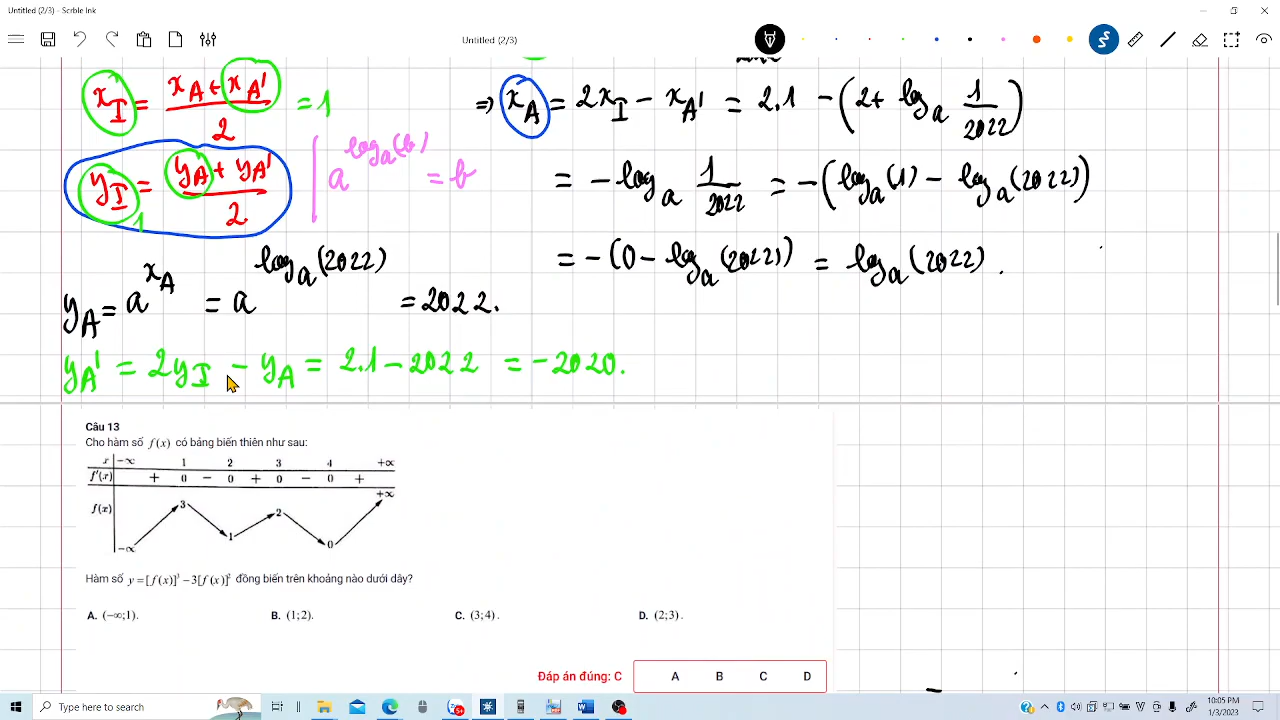 Untitled (2/3) - Scrble Ink
Untitled (2/3)
x_I = (x_A + x_A')/2 = 1
y_I = (y_A + y_A')/2
1
a^{log_a(b)} = b
⇒ x_A = 2x_I - x_A' = 2.1 - (2 + log_a 1/2022)
= -log_a 1/2022 = -(log_a(1) - log_a(2022))
= -(0 - log_a(2022)) = log_a(2022).
y_A = a^{x_A} = a^{log_a(2022)} = 2022.
y_A' = 2y_I - y_A = 2.1 - 2022 = -2020.
Câu 13
Cho hàm số f(x) có bảng biến thiên như sau:
x -∞ 1 2 3 4 +∞
f'(x) + 0 - 0 + 0 - 0 +
f(x) -∞ 3 1 2 0 +∞
Hàm số y = [f(x)]³ - 3[f(x)]² đồng biến trên khoảng nào dưới dây?
A. (-∞;1). B. (1;2). C. (3;4). D. (2;3).
Đáp án đúng: C A B C D
Type here to search
5+
10:05 PM
1/3/2023